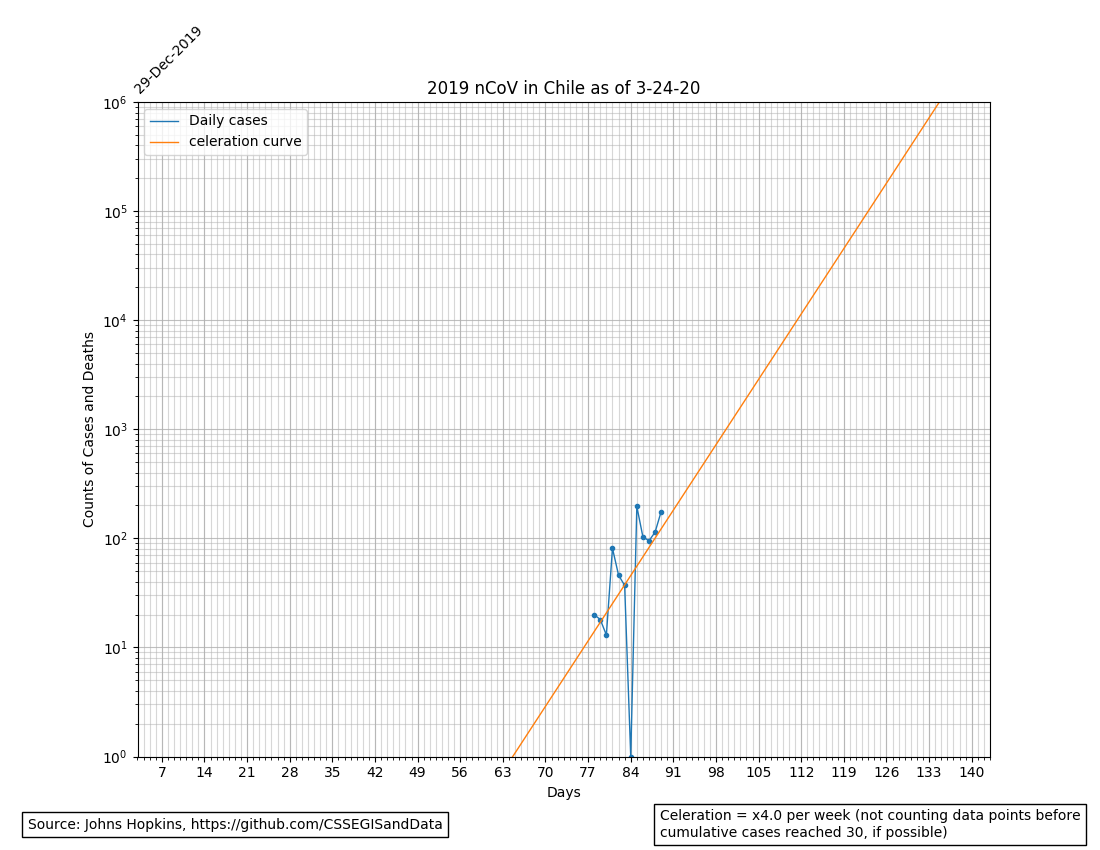 29-Dec-2019
2019 nCoV in Chile as of 3-24-20
Daily cases
celeration curve
10^6
10^5
10^4
10^3
10^2
10^1
10^0
Counts of Cases and Deaths
7 14 21 28 35 42 49 56 63 70 77 84 91 98 105 112 119 126 133 140
Days
Source: Johns Hopkins, https://github.com/CSSEGISandData
Celeration = x4.0 per week (not counting data points before
cumulative cases reached 30, if possible)